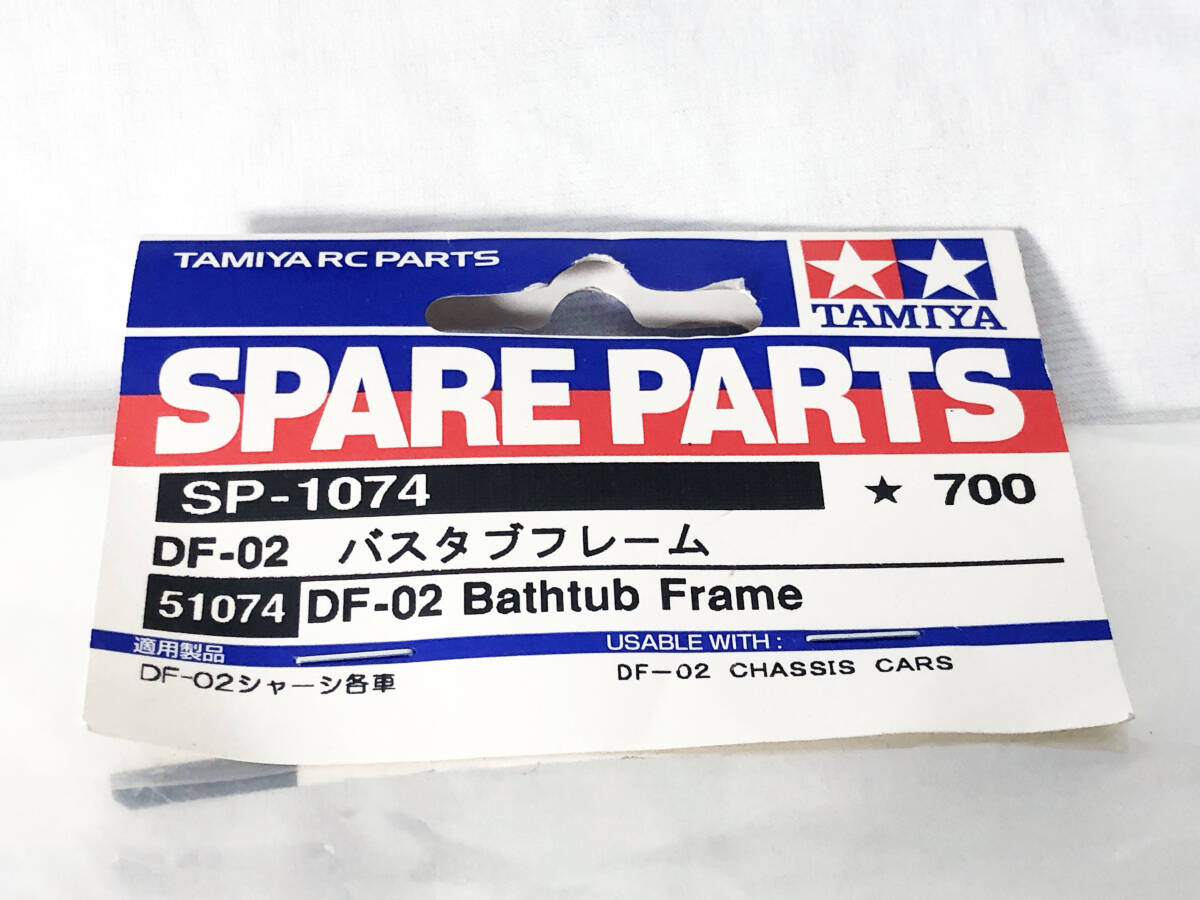 TAMIYA RC PARTS
TAMIYA
SPARE PARTS
SP-1074 ★ 700
DF-02 バスタブフレーム
51074 DF-02 Bathtub Frame
適用製品 USABLE WITH :
DF-02シャーシ各車 DF-02 CHASSIS CARS